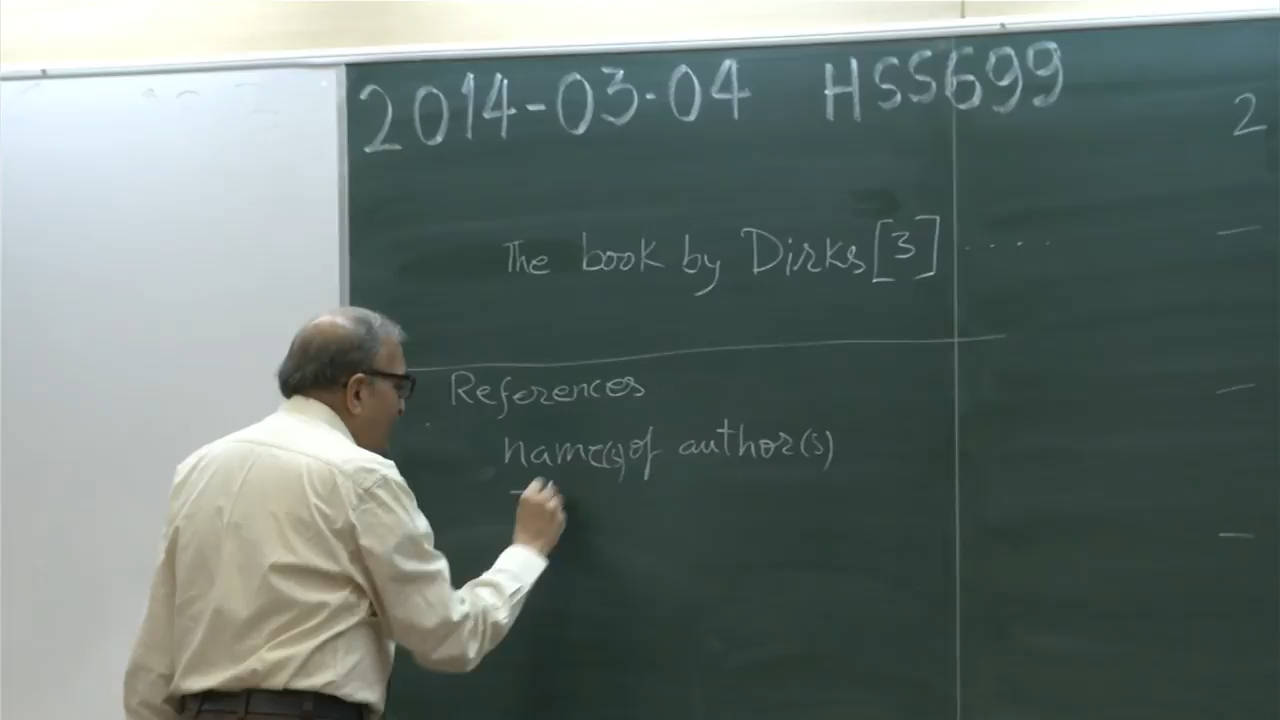 2014-03-04 HSS699
2
The book by Dirks[3] ....
References
name(s) of author(s)